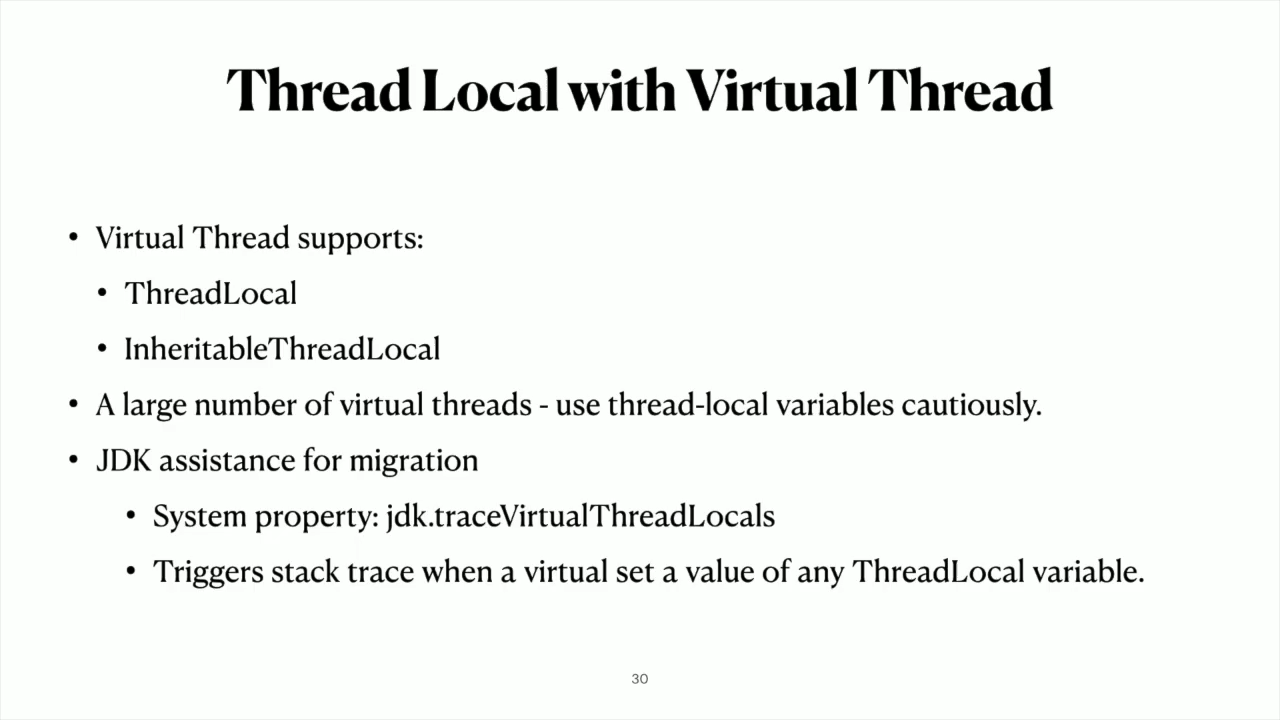 Thread Local with Virtual Thread
• Virtual Thread supports:
• ThreadLocal
• InheritableThreadLocal
• A large number of virtual threads - use thread-local variables cautiously.
• JDK assistance for migration
• System property: jdk.traceVirtualThreadLocals
• Triggers stack trace when a virtual set a value of any ThreadLocal variable.
30